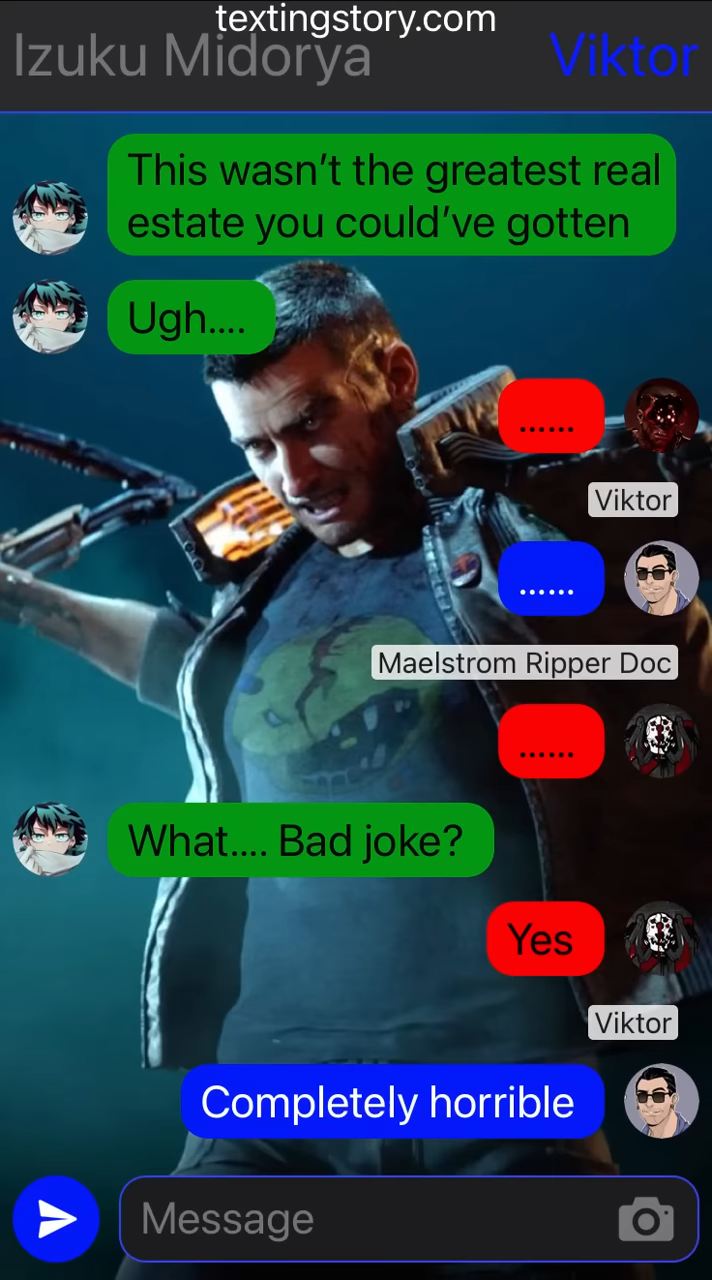 textingstory.com
Izuku Midorya
Viktor
This wasn’t the greatest real
estate you could’ve gotten
Ugh....
......
Viktor
......
Maelstrom Ripper Doc
......
What.... Bad joke?
Yes
Viktor
Completely horrible
Message